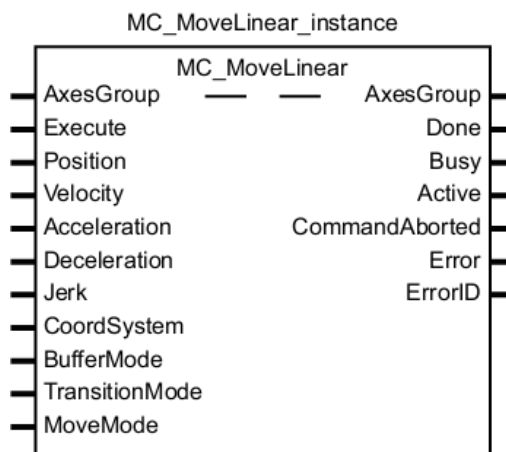 MC_MoveLinear_instance
MC_MoveLinear
AxesGroup AxesGroup
Execute Done
Position Busy
Velocity Active
Acceleration CommandAborted
Deceleration Error
Jerk ErrorID
CoordSystem
BufferMode
TransitionMode
MoveMode